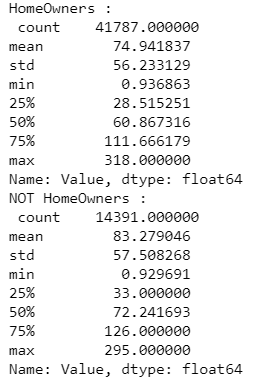 HomeOwners :
 count    41787.000000
mean        74.941837
std         56.233129
min          0.936863
25%         28.515251
50%         60.867316
75%        111.666179
max        318.000000
Name: Value, dtype: float64
NOT HomeOwners :
 count    14391.000000
mean        83.279046
std         57.508268
min          0.929691
25%         33.000000
50%         72.241693
75%        126.000000
max        295.000000
Name: Value, dtype: float64